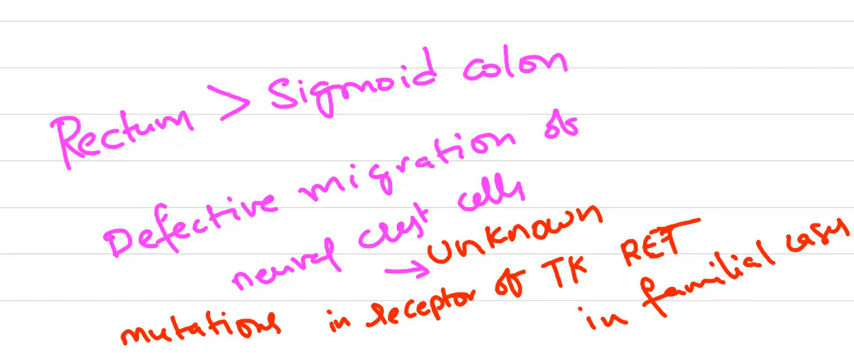 Rectum > Sigmoid colon
Defective migration of
neural crest cells
→ Unknown
mutations in receptor of TK RET
in familial cases